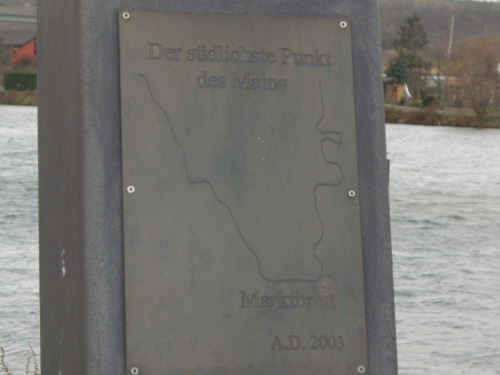 Der südlichste Punkt
des Mains
Marktbreit
A.D. 2003